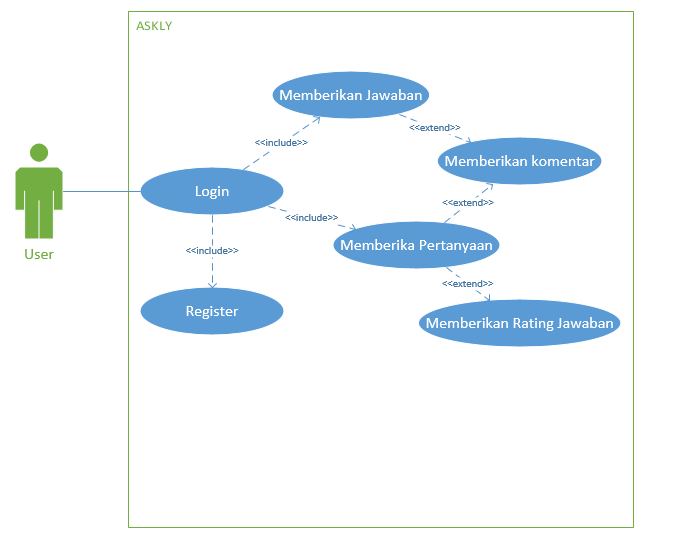 ASKLY
Memberikan Jawaban
<<extend>>
<<include>>
Memberikan komentar
Login
<<extend>>
<<include>>
Memberika Pertanyaan
User
<<include>>
<<extend>>
Register
Memberikan Rating Jawaban